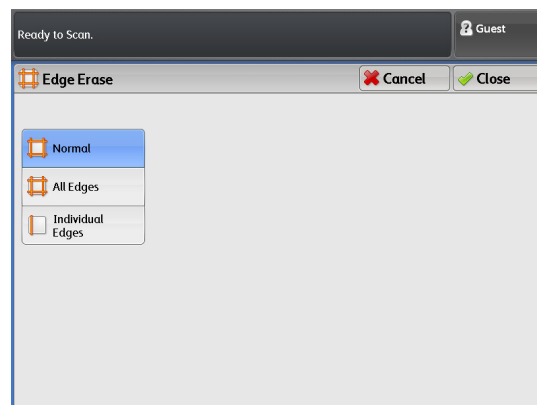 Ready to Scan.
Guest
Edge Erase
Cancel
Close
Normal
All Edges
Individual
Edges